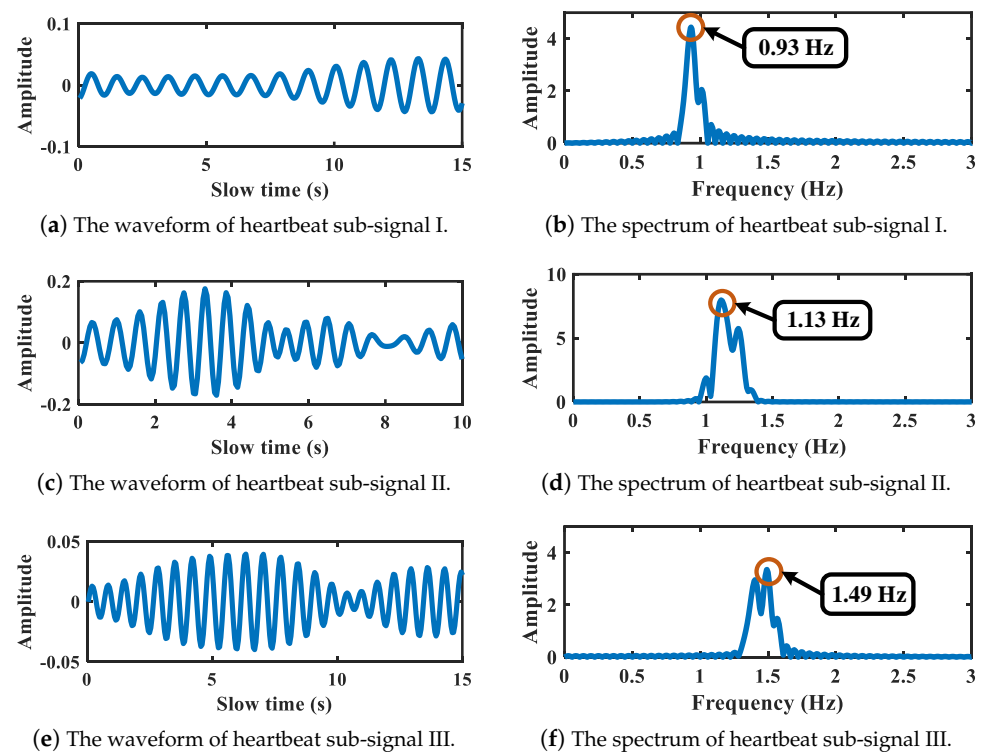 0.1
0
-0.1
Amplitude
0 5 10 15
Slow time (s)
(a) The waveform of heartbeat sub-signal I.
4
2
0
Amplitude
0.93 Hz
0 0.5 1 1.5 2 2.5 3
Frequency (Hz)
(b) The spectrum of heartbeat sub-signal I.
0.2
0
-0.2
Amplitude
0 2 4 6 8 10
Slow time (s)
(c) The waveform of heartbeat sub-signal II.
10
5
0
Amplitude
1.13 Hz
0 0.5 1 1.5 2 2.5 3
Frequency (Hz)
(d) The spectrum of heartbeat sub-signal II.
0.05
0
-0.05
Amplitude
0 5 10 15
Slow time (s)
(e) The waveform of heartbeat sub-signal III.
4
2
0
Amplitude
1.49 Hz
0 0.5 1 1.5 2 2.5 3
Frequency (Hz)
(f) The spectrum of heartbeat sub-signal III.